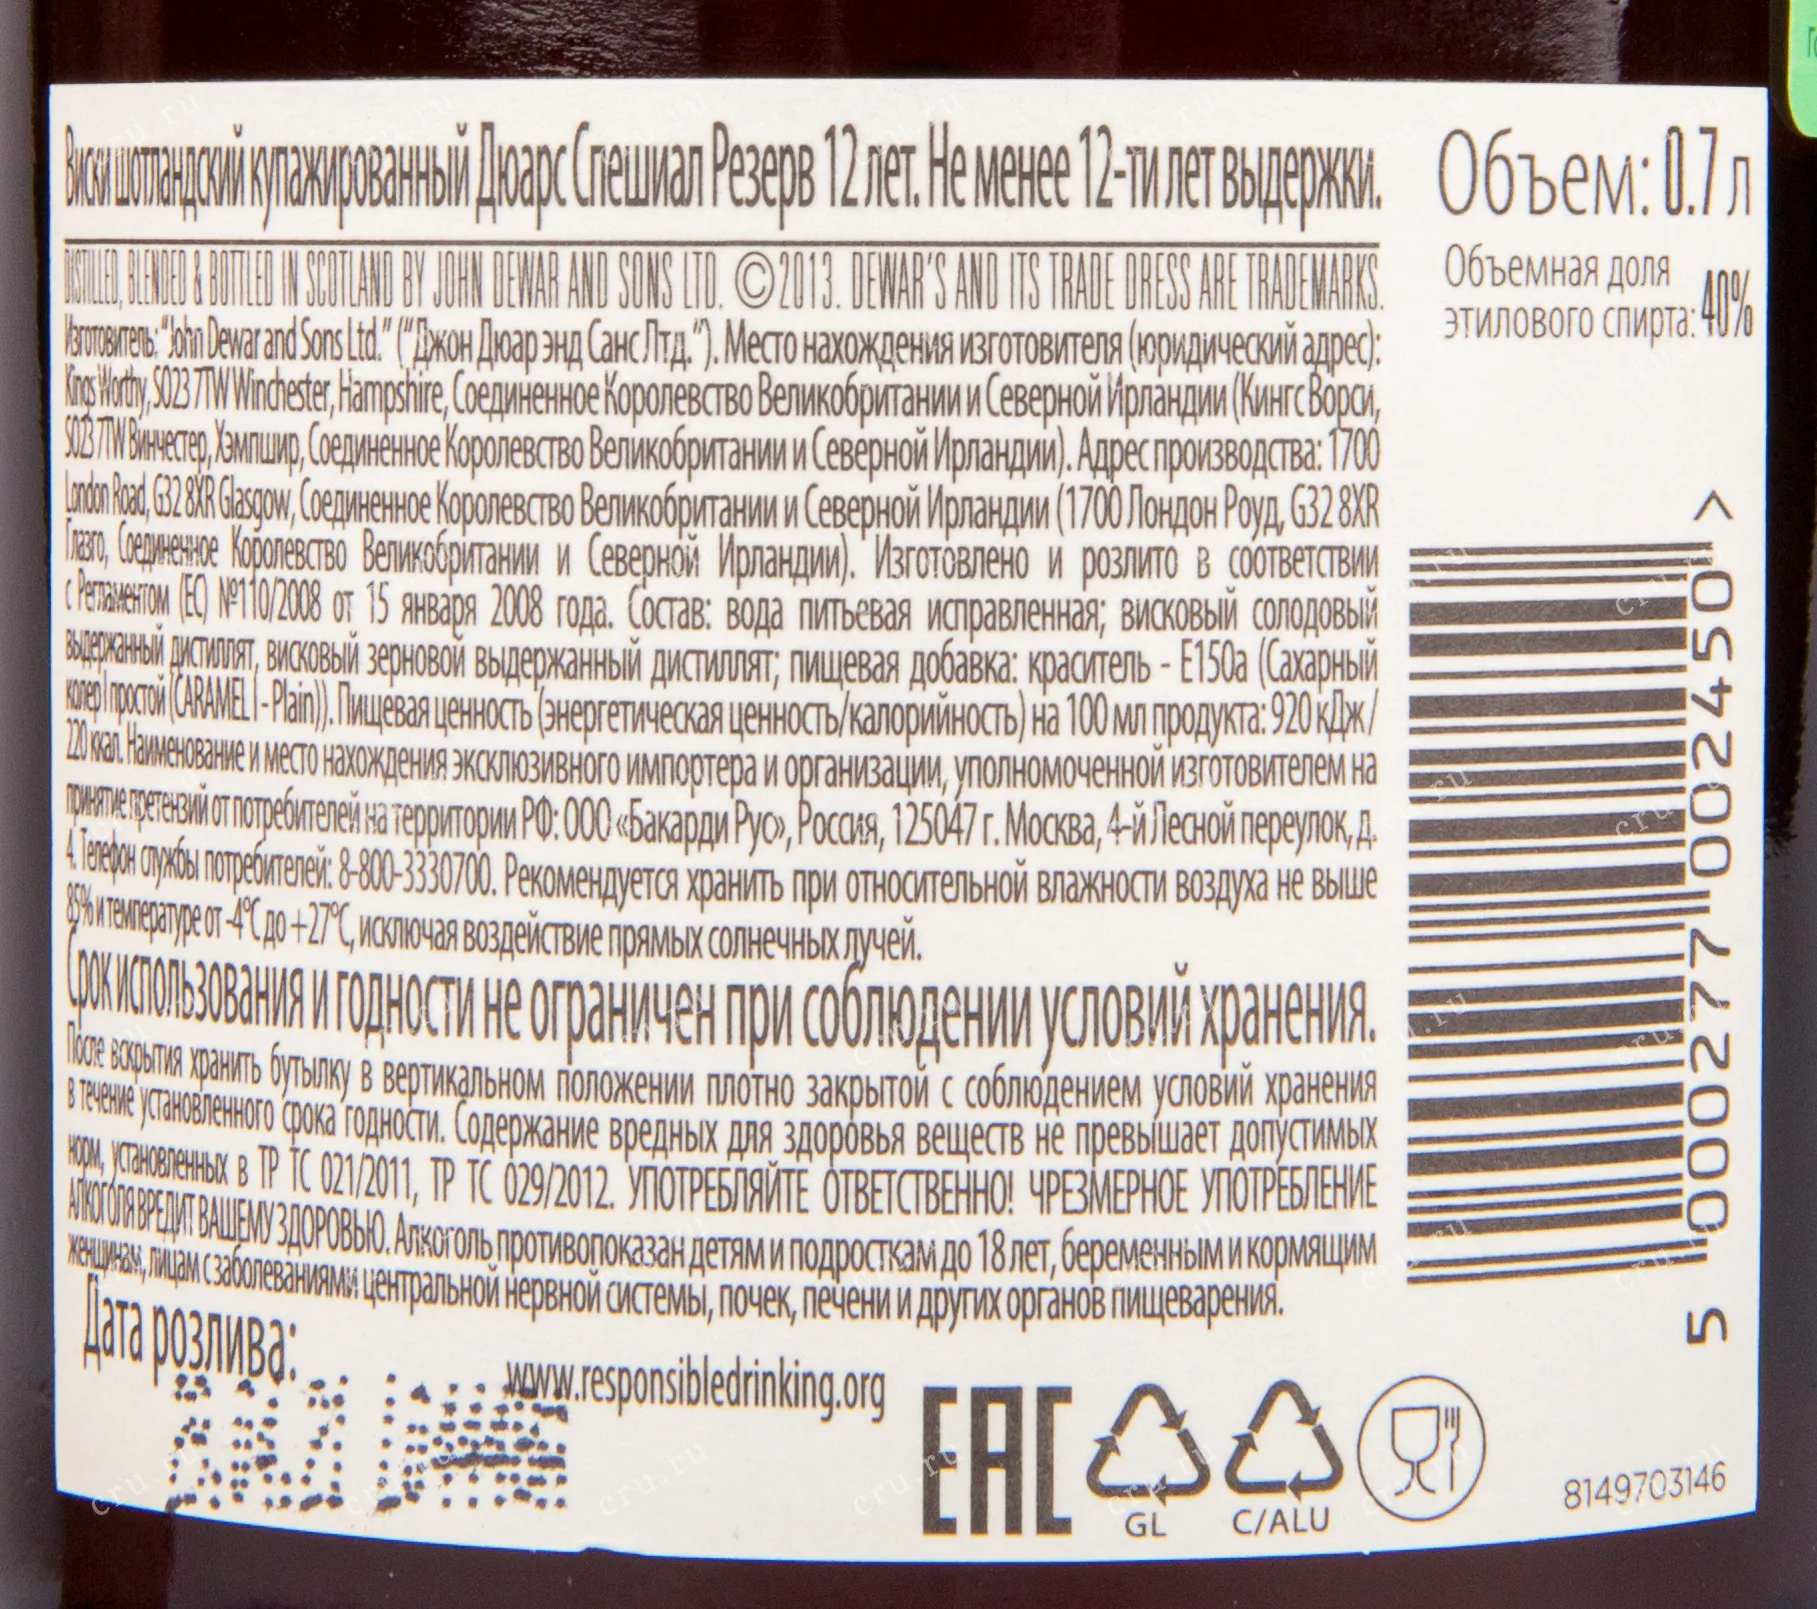 Виски шотландский купажированный Дюарс Спешиал Резерв 12 лет. Не менее 12-ти лет выдержки.
DISTILLED, BLENDED & BOTTLED IN SCOTLAND BY JOHN DEWAR AND SONS LTD. ©2013. DEWAR'S AND ITS TRADE DRESS ARE TRADEMARKS.
Изготовитель: “John Dewar and Sons Ltd.” (“Джон Дюар энд Санс Лтд.”). Место нахождения изготовителя (юридический адрес):
Kings Worthy, SO23 7TW Winchester, Hampshire, Соединенное Королевство Великобритании и Северной Ирландии (Кингс Ворси,
SO23 7TW Винчестер, Хэмпшир, Соединенное Королевство Великобритании и Северной Ирландии). Адрес производства: 1700
London Road, G32 8XR Glasgow, Соединенное Королевство Великобритании и Северной Ирландии (1700 Лондон Роуд, G32 8XR
Глазго, Соединенное Королевство Великобритании и Северной Ирландии). Изготовлено и розлито в соответствии
с Регламентом (ЕС) №110/2008 от 15 января 2008 года. Состав: вода питьевая исправленная; висковый солодовый
выдержанный дистиллят, висковый зерновой выдержанный дистиллят; пищевая добавка: краситель - Е150а (Сахарный
колер I простой (CARAMEL I - Plain)). Пищевая ценность (энергетическая ценность/калорийность) на 100 мл продукта: 920 кДж/
220 ккал. Наименование и место нахождения эксклюзивного импортера и организации, уполномоченной изготовителем на
принятие претензий от потребителей на территории РФ: ООО «Бакарди Рус», Россия, 125047 г. Москва, 4-й Лесной переулок, д.
4. Телефон службы потребителей: 8-800-3330700. Рекомендуется хранить при относительной влажности воздуха не выше
85% и температуре от -4°С до +27°С, исключая воздействие прямых солнечных лучей.
Срок использования и годности не ограничен при соблюдении условий хранения.
После вскрытия хранить бутылку в вертикальном положении плотно закрытой с соблюдением условий хранения
в течение установленного срока годности. Содержание вредных для здоровья веществ не превышает допустимых
норм, установленных в ТР ТС 021/2011, ТР ТС 029/2012. УПОТРЕБЛЯЙТЕ ОТВЕТСТВЕННО! ЧРЕЗМЕРНОЕ УПОТРЕБЛЕНИЕ
АЛКОГОЛЯ ВРЕДИТ ВАШЕМУ ЗДОРОВЬЮ. Алкоголь противопоказан детям и подросткам до 18 лет, беременным и кормящим
женщинам, лицам с заболеваниями центральной нервной системы, почек, печени и других органов пищеварения.
Дата розлива:
www.responsibledrinking.org
EAC
GL
C/ALU
8149703146
Объем: 0.7 л
Объемная доля
этилового спирта: 40%
5 000277 002450 >
cru.ru